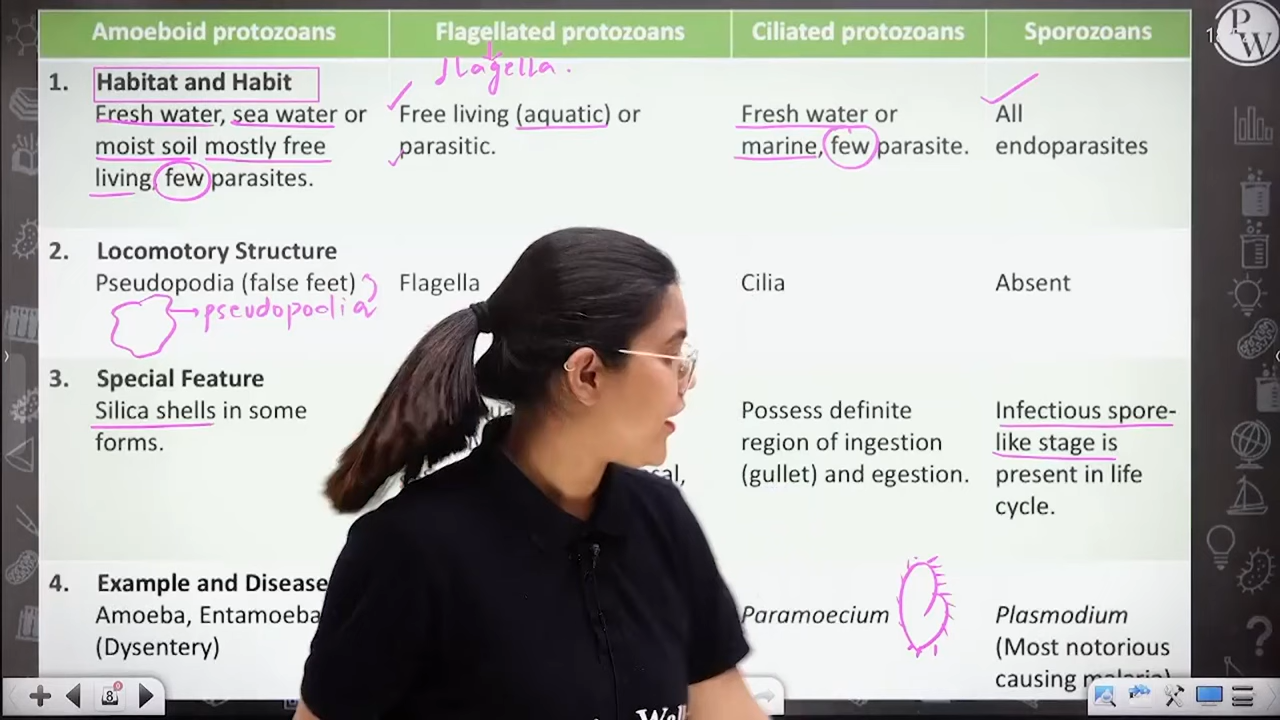 Amoeboid protozoans Flagellated protozoans Ciliated protozoans Sporozoans
P
W
flagella.
1. Habitat and Habit
Fresh water, sea water or
moist soil mostly free
living, few parasites.
Free living (aquatic) or
parasitic.
Fresh water or
marine, few parasite.
All
endoparasites
2. Locomotory Structure
Pseudopodia (false feet)
pseudopodia
Flagella
Cilia
Absent
3. Special Feature
Silica shells in some
forms.
Possess definite
region of ingestion
(gullet) and egestion.
Infectious spore-
like stage is
present in life
cycle.
4. Example and Disease
Amoeba, Entamoeba
(Dysentery)
Paramoecium
Plasmodium
(Most notorious
causing malaria)
8